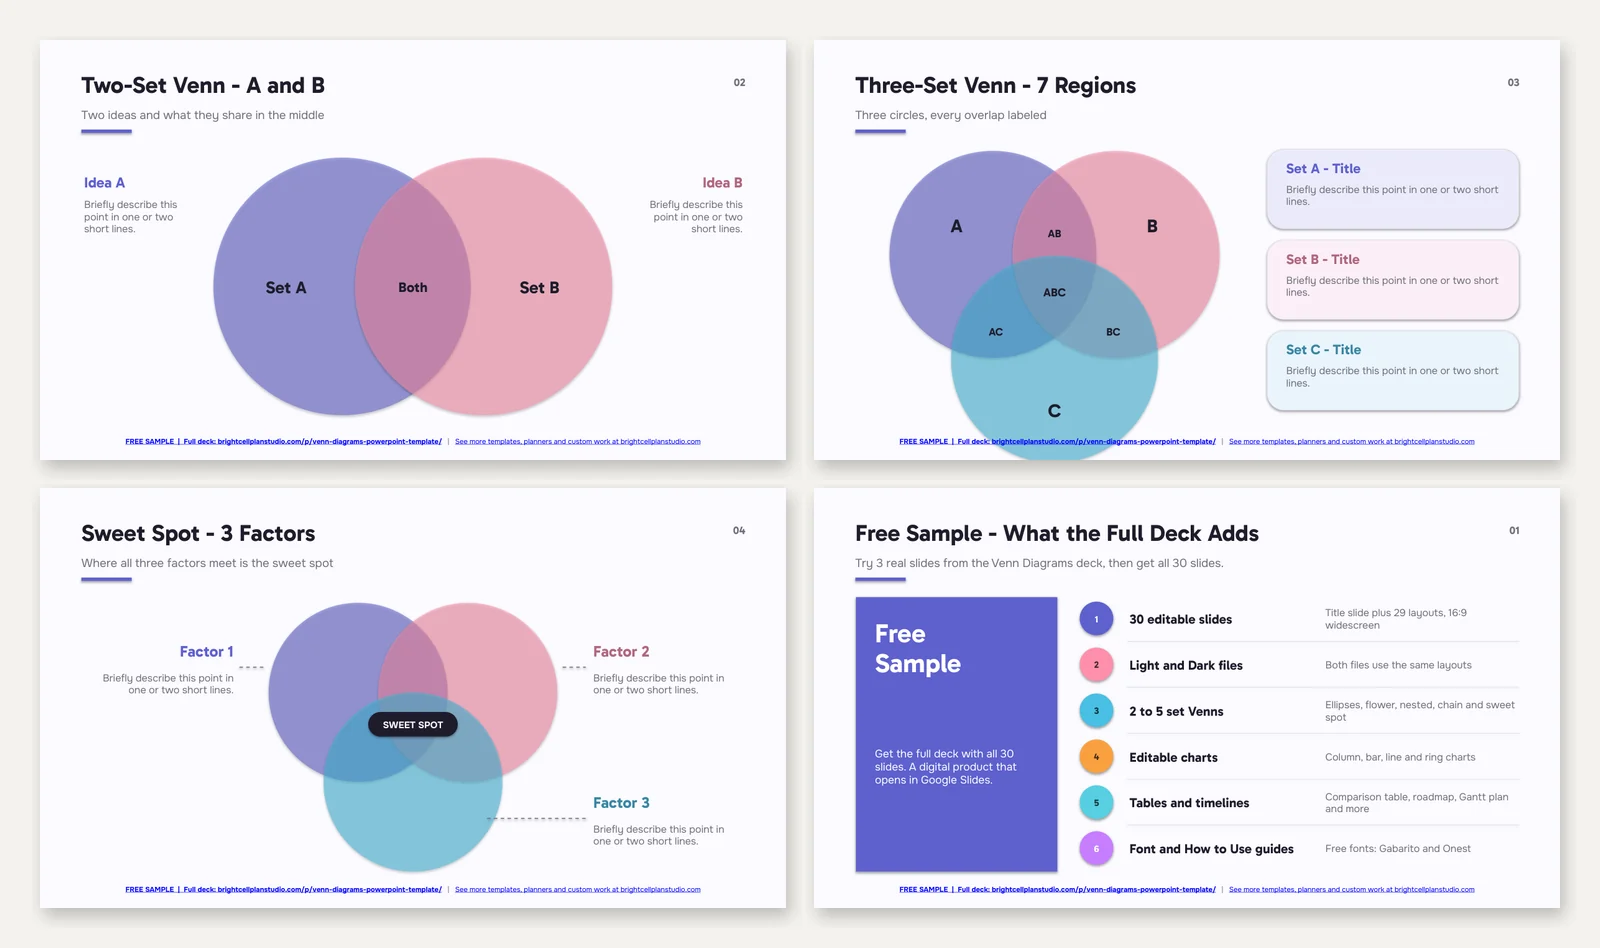 Two-Set Venn - A and B
02
Two ideas and what they share in the middle
Idea A
Briefly describe this
point in one or two
short lines.
Idea B
Briefly describe this
point in one or two
short lines.
Set A
Both
Set B
FREE SAMPLE | Full deck: brightcellplanstudio.com/p/venn-diagrams-powerpoint-template/ | See more templates, planners and custom work at brightcellplanstudio.com
Three-Set Venn - 7 Regions
03
Three circles, every overlap labeled
A
B
AB
ABC
AC
BC
C
Set A - Title
Briefly describe this point in one or two short
lines.
Set B - Title
Briefly describe this point in one or two short
lines.
Set C - Title
Briefly describe this point in one or two short
lines.
FREE SAMPLE | Full deck: brightcellplanstudio.com/p/venn-diagrams-powerpoint-template/ | See more templates, planners and custom work at brightcellplanstudio.com
Sweet Spot - 3 Factors
04
Where all three factors meet is the sweet spot
Factor 1
Briefly describe this point in
one or two short lines.
Factor 2
Briefly describe this point in
one or two short lines.
SWEET SPOT
Factor 3
Briefly describe this point in
one or two short lines.
FREE SAMPLE | Full deck: brightcellplanstudio.com/p/venn-diagrams-powerpoint-template/ | See more templates, planners and custom work at brightcellplanstudio.com
Free Sample - What the Full Deck Adds
01
Try 3 real slides from the Venn Diagrams deck, then get all 30 slides.
Free
Sample
Get the full deck with all 30
slides. A digital product that
opens in Google Slides.
1
30 editable slides
Title slide plus 29 layouts, 16:9
widescreen
2
Light and Dark files
Both files use the same layouts
3
2 to 5 set Venns
Ellipses, flower, nested, chain and sweet
spot
4
Editable charts
Column, bar, line and ring charts
5
Tables and timelines
Comparison table, roadmap, Gantt plan
and more
6
Font and How to Use guides
Free fonts: Gabarito and Onest
FREE SAMPLE | Full deck: brightcellplanstudio.com/p/venn-diagrams-powerpoint-template/ | See more templates, planners and custom work at brightcellplanstudio.com